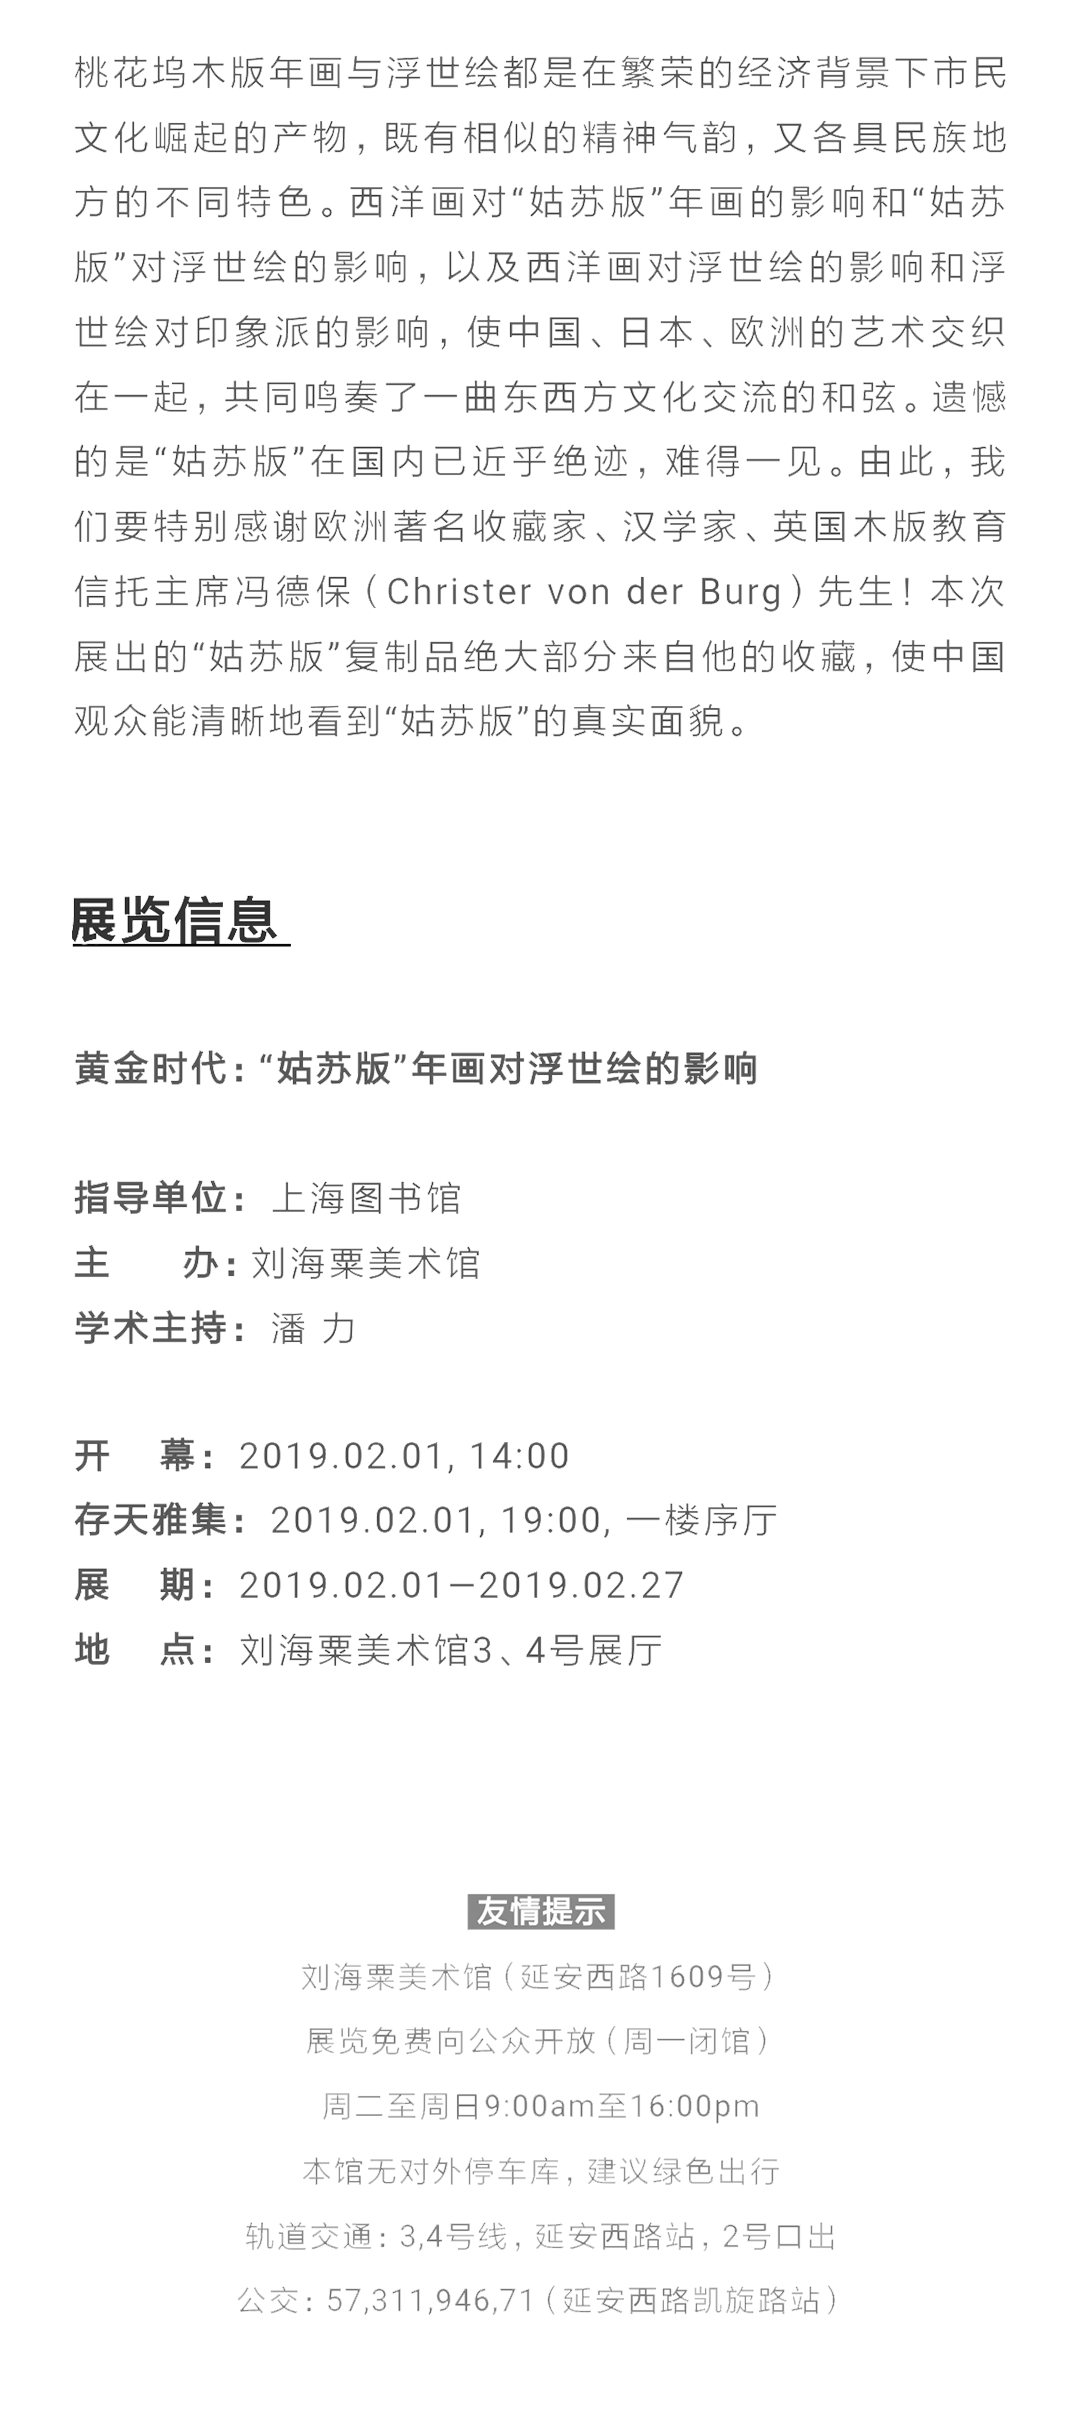 桃花坞木版年画与浮世绘都是在繁荣的经济背景下市民
文化崛起的产物，既有相似的精神气韵，又各具民族地
方的不同特色。西洋画对“姑苏版”年画的影响和“姑苏
版”对浮世绘的影响，以及西洋画对浮世绘的影响和浮
世绘对印象派的影响，使中国、日本、欧洲的艺术交织
在一起，共同鸣奏了一曲东西方文化交流的和弦。遗憾
的是“姑苏版”在国内已近乎绝迹，难得一见。由此，我
们要特别感谢欧洲著名收藏家、汉学家、英国木版教育
信托主席冯德保（Christer von der Burg）先生！本次
展出的“姑苏版”复制品绝大部分来自他的收藏，使中国
观众能清晰地看到“姑苏版”的真实面貌。
展览信息
黄金时代：“姑苏版”年画对浮世绘的影响
指导单位： 上海图书馆
主 办：刘海粟美术馆
学术主持： 潘 力
开 幕： 2019.02.01, 14:00
存天雅集： 2019.02.01, 19:00, 一楼序厅
展 期： 2019.02.01—2019.02.27
地 点： 刘海粟美术馆3、4号展厅
友情提示
刘海粟美术馆（延安西路1609号）
展览免费向公众开放（周一闭馆）
周二至周日9:00am至16:00pm
本馆无对外停车库，建议绿色出行
轨道交通：3,4号线，延安西路站，2号口出
公交：57,311,946,71（延安西路凯旋路站）